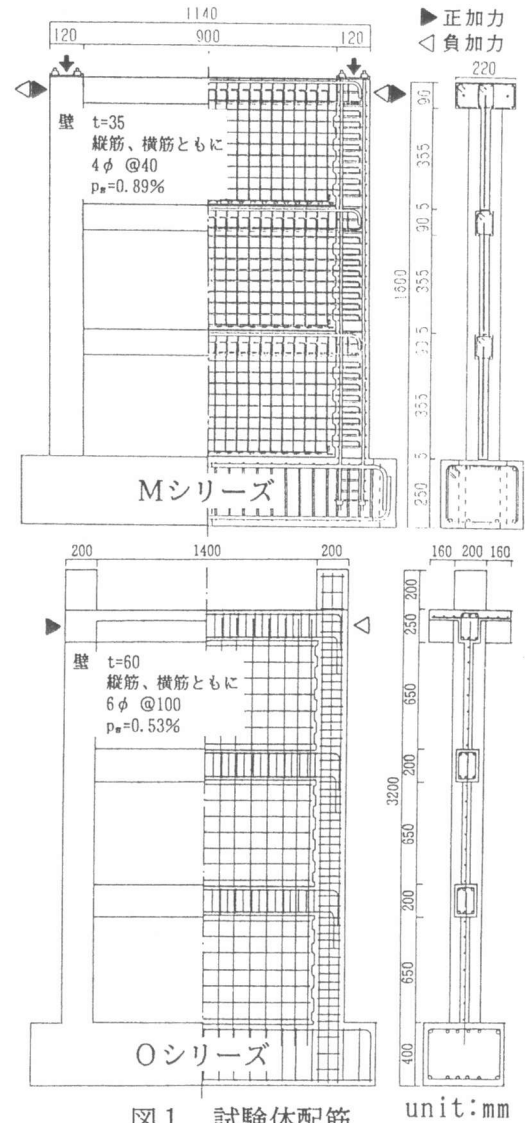 1140
120 900 120
▶ 正加力
◁ 負加力
220
壁 t=35
縦筋、横筋ともに
4φ @40
=0.89%
90
355
90
5
355
90
5
355
5
250
1600
Mシリーズ
200 1400 200
160 200 160
壁 t=60
縦筋、横筋ともに
6φ @100
=0.53%
200
250
650
200
650
200
650
400
3200
Oシリーズ
図1 試験体配筋
unit:mm